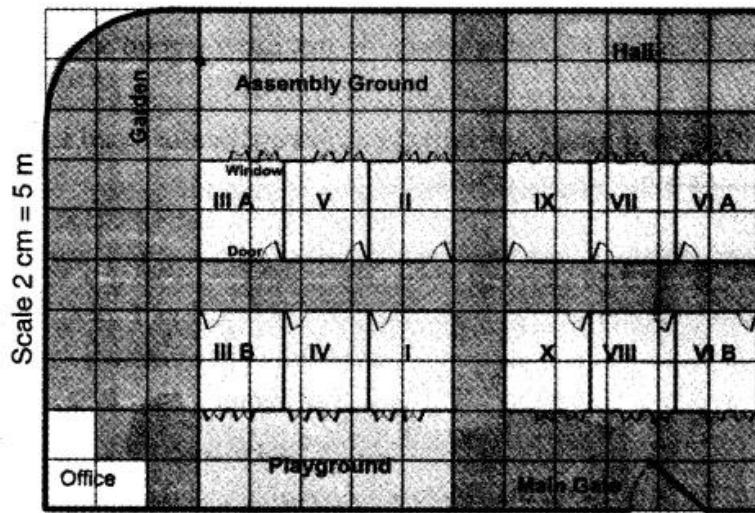 Scale 2 cm = 5 m
Garden
Assembly Ground
Hall
Window
III A
V
II
IX
VII
VI A
Door
III B
IV
I
X
VIII
VI B
Office
Playground
Main Gate